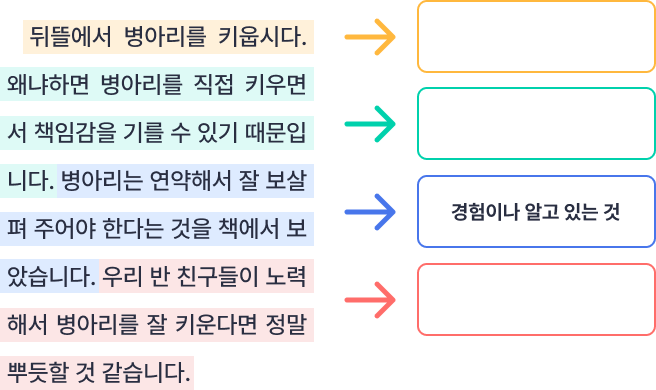 뒤뜰에서 병아리를 키웁시다.
왜냐하면 병아리를 직접 키우면
서 책임감을 기를 수 있기 때문입
니다. 병아리는 연약해서 잘 보살
펴 주어야 한다는 것을 책에서 보
았습니다. 우리 반 친구들이 노력
해서 병아리를 잘 키운다면 정말
뿌듯할 것 같습니다.
경험이나 알고 있는 것